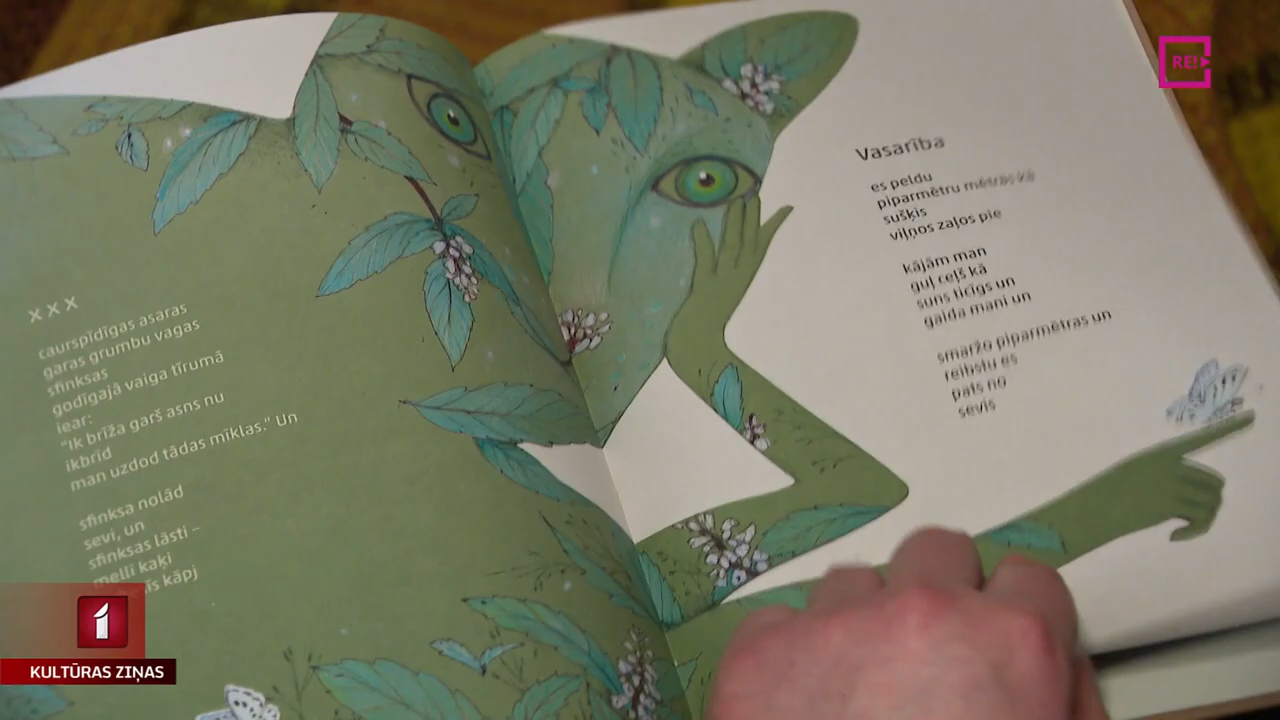 RE!
Vasarība
es peldu
piparmētru mētrās kā
sušķis
viļņos zaļos pie
kājām man
guļ ceļš kā
suns ticīgs un
gaida mani un
smaržo piparmētras un
reibstu es
pats no
sevis
x x x
caurspīdīgas asaras
garas grumbu vagas
sfinksas
godīgajā vaiga tīrumā
iear:
“Ik brīža garš asns nu
ikbrīd
man uzdod tādas mīklas.“ Un
sfinksa nolād
sevi, un
sfinksas lāsti –
melli kaķi
kāpj
1
KULTŪRAS ZIŅAS